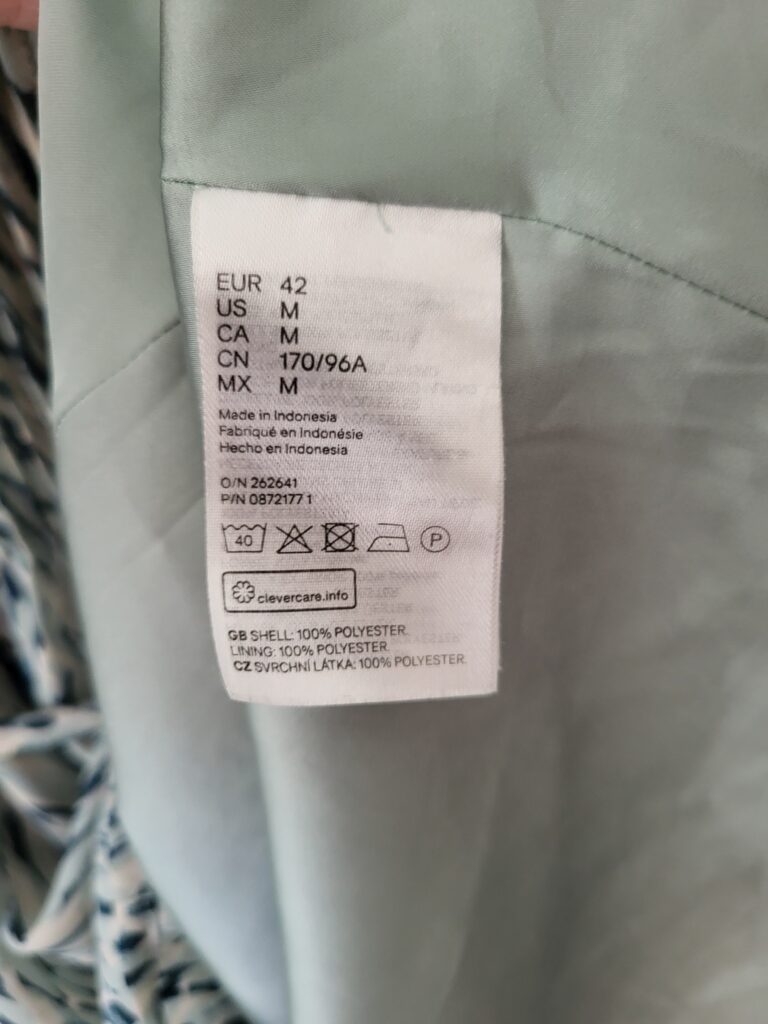 EUR 42
US M
CA M
CN 170/96A
MX M
Made in Indonesia
Fabriqué en Indonésie
Hecho en Indonesia
O/N 262641
P/N 0872177 1
40 P
clevercare.info
GB SHELL: 100% POLYESTER.
LINING: 100% POLYESTER.
CZ SVRCHNÍ LÁTKA: 100% POLYESTER.